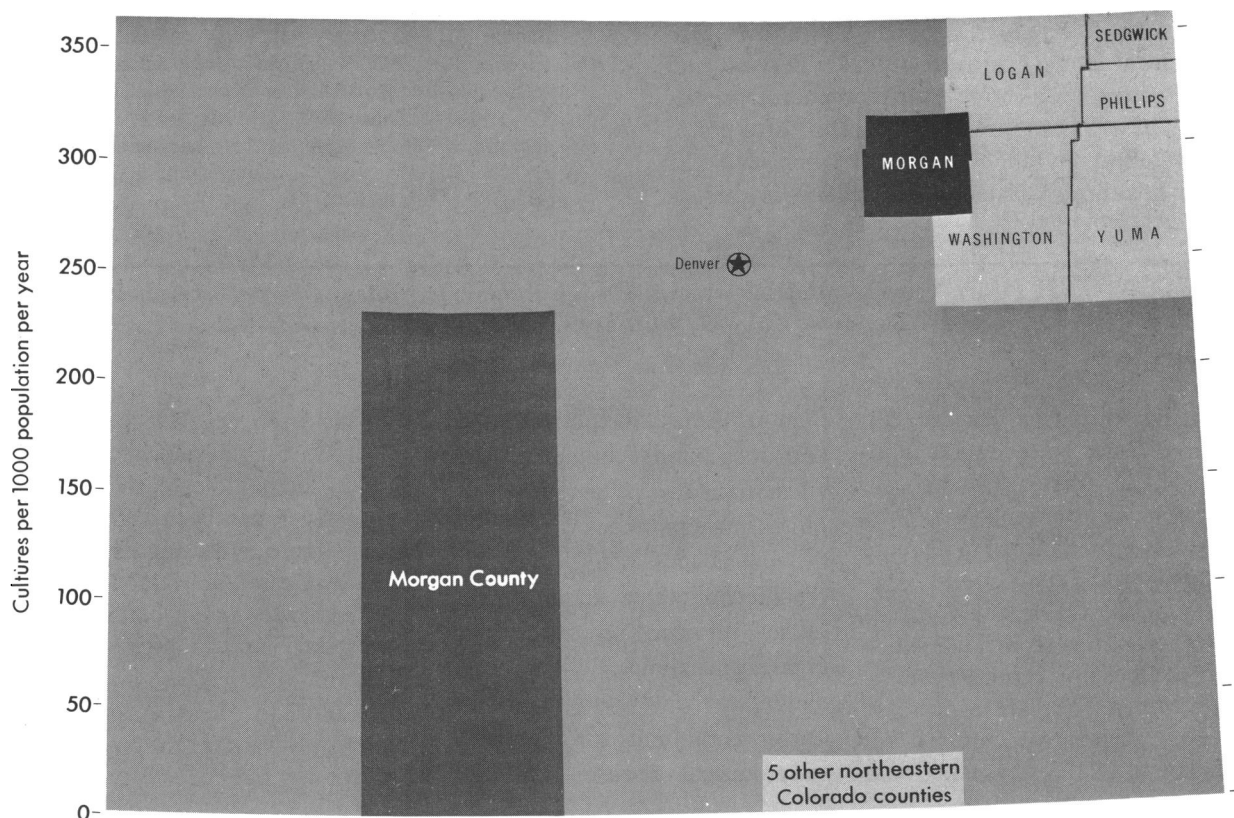 350-
300-
250-
200-
150-
100-
50-
0-
Cultures per 1000 population per year
SEDGWICK
LOGAN
PHILLIPS
MORGAN
WASHINGTON
YUMA
Denver
Morgan County
5 other northeastern
Colorado counties